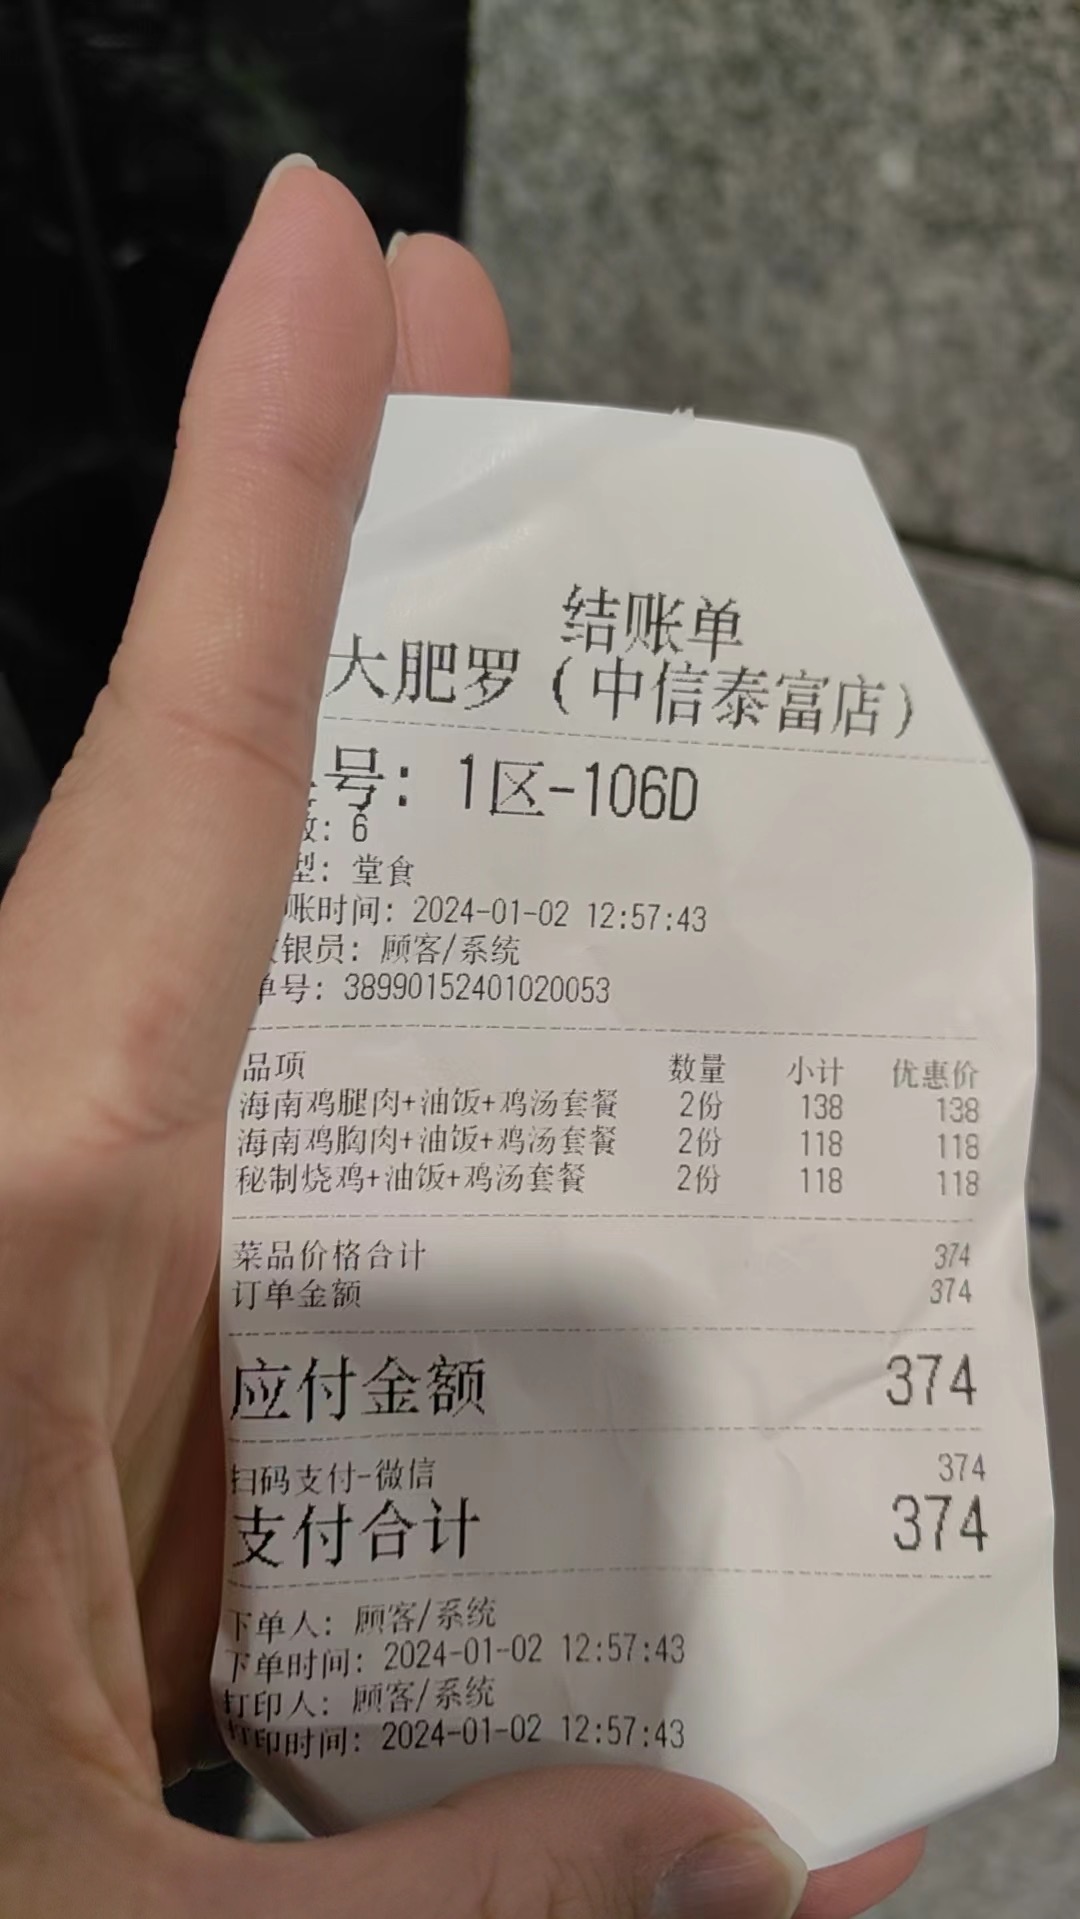 结账单
大肥罗（中信泰富店）
号：1区-106D
数：6
型：堂食
账时间：2024-01-02 12:57:43
银员：顾客/系统
单号：38990152401020053
品项 数量 小计 优惠价
海南鸡腿肉+油饭+鸡汤套餐 2份 138 138
海南鸡胸肉+油饭+鸡汤套餐 2份 118 118
秘制烧鸡+油饭+鸡汤套餐 2份 118 118
菜品价格合计 374
订单金额 374
应付金额 374
扫码支付-微信 374
支付合计 374
下单人：顾客/系统
下单时间：2024-01-02 12:57:43
打印人：顾客/系统
打印时间：2024-01-02 12:57:43